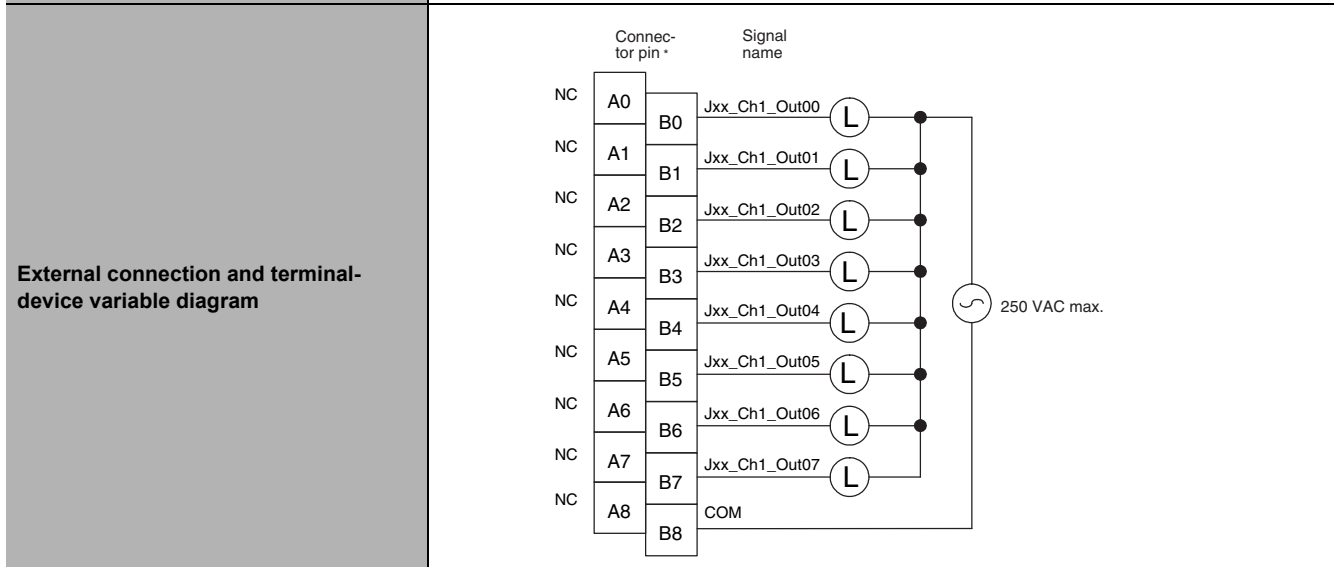 External connection and terminal-
device variable diagram
Connec-
tor pin *
Signal
name
NC
A0
B0
Jxx_Ch1_Out00
L
NC
A1
B1
Jxx_Ch1_Out01
L
NC
A2
B2
Jxx_Ch1_Out02
L
NC
A3
B3
Jxx_Ch1_Out03
L
250 VAC max.
NC
A4
B4
Jxx_Ch1_Out04
L
NC
A5
B5
Jxx_Ch1_Out05
L
NC
A6
B6
Jxx_Ch1_Out06
L
NC
A7
B7
Jxx_Ch1_Out07
L
NC
A8
B8
COM